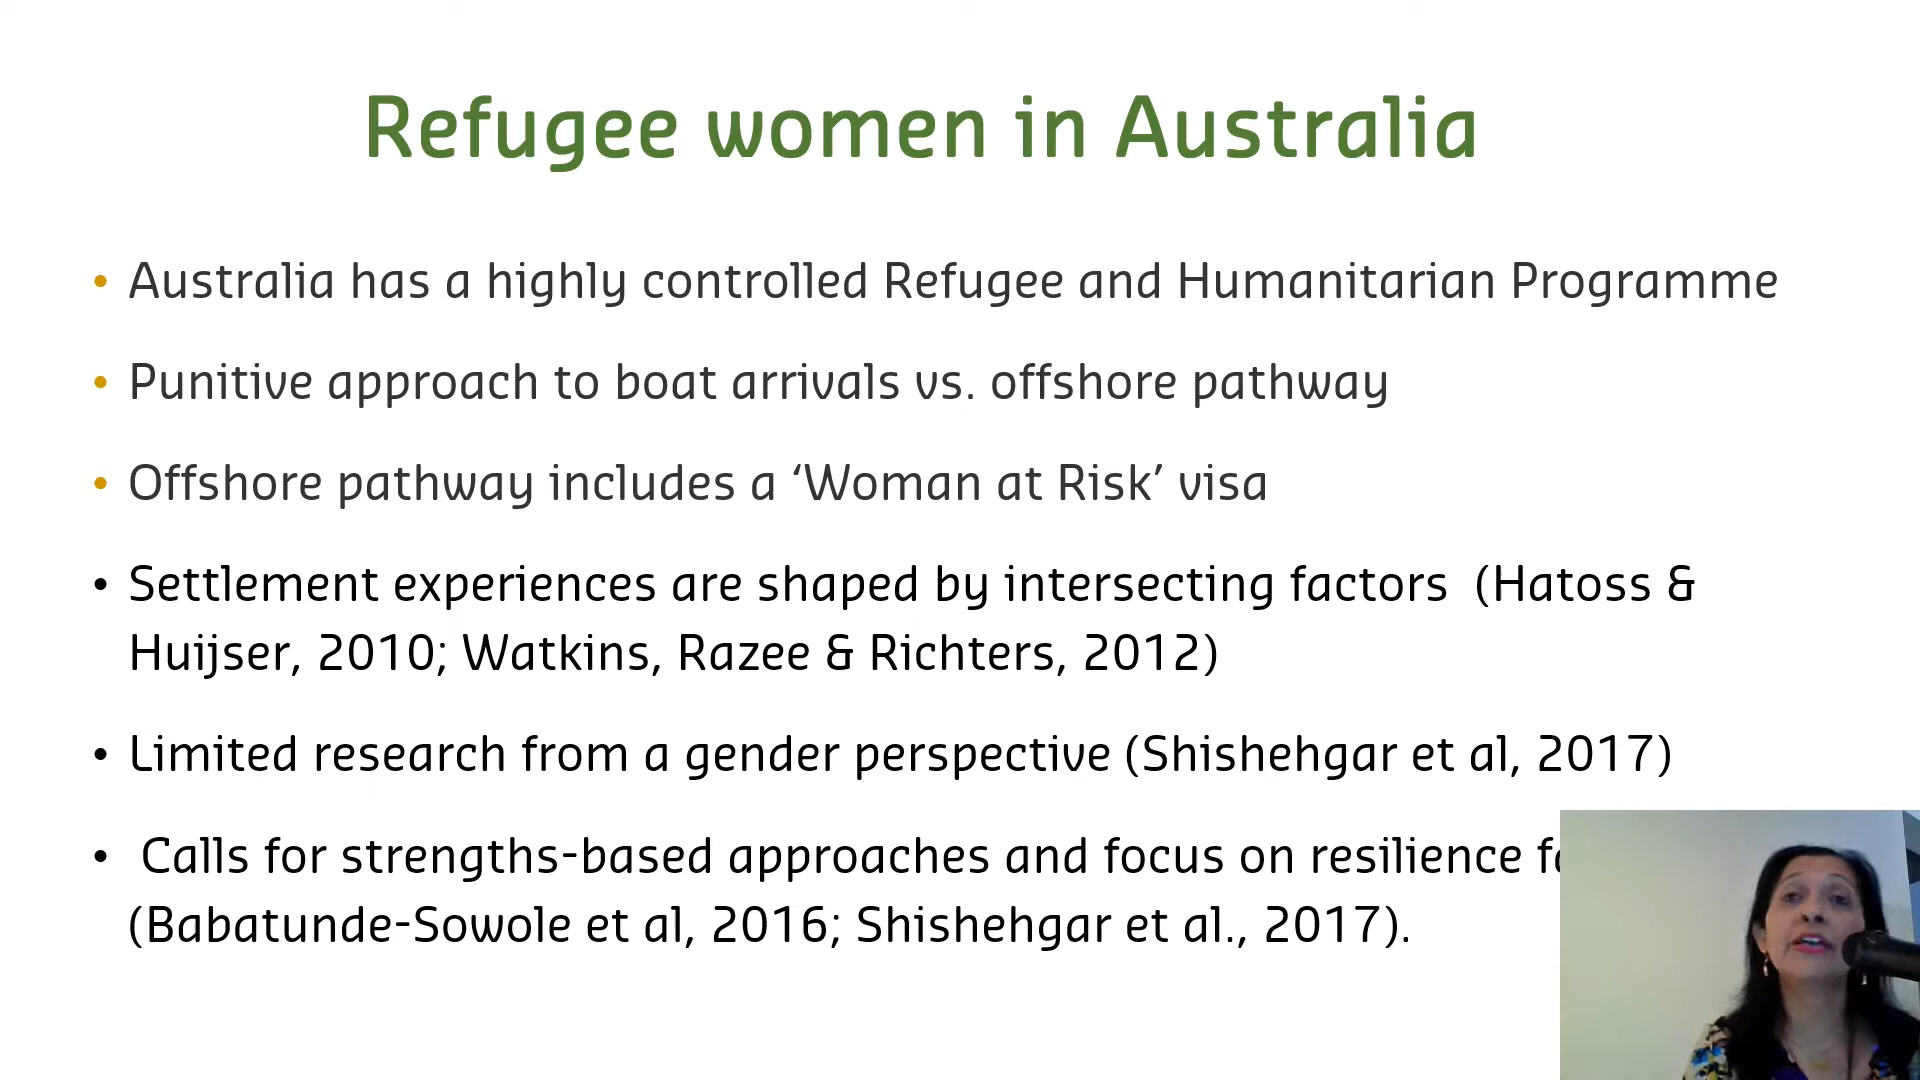 Refugee women in Australia
• Australia has a highly controlled Refugee and Humanitarian Programme
• Punitive approach to boat arrivals vs. offshore pathway
• Offshore pathway includes a ‘Woman at Risk’ visa
• Settlement experiences are shaped by intersecting factors (Hatoss &
Huijser, 2010; Watkins, Razee & Richters, 2012)
• Limited research from a gender perspective (Shishehgar et al, 2017)
• Calls for strengths-based approaches and focus on resilience
(Babatunde-Sowole et al, 2016; Shishehgar et al., 2017).